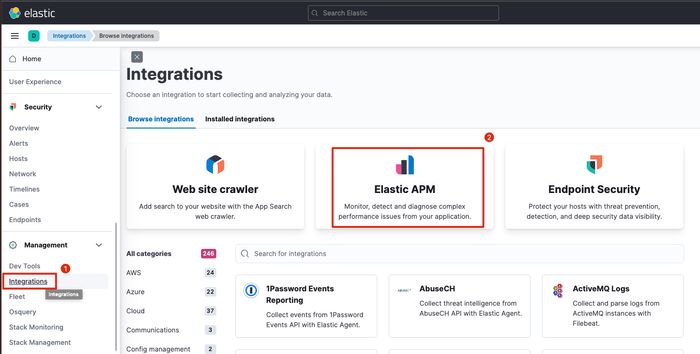 elastic
Search Elastic
D
Integrations
Browse integrations
Home
User Experience
Security
Overview
Alerts
Hosts
Network
Timelines
Cases
Endpoints
Management
Dev Tools
1
Integrations
Integrations
Fleet
Osquery
Stack Monitoring
Stack Management
Integrations
Choose an integration to start collecting and analyzing your data.
Browse integrations
Installed integrations
2
Web site crawler
Add search to your website with the App Search
web crawler.
Elastic APM
Monitor, detect and diagnose complex
performance issues from your application.
Endpoint Security
Protect your hosts with threat prevention,
detection, and deep security data visibility.
All categories 246
AWS 24
Azure 22
Cloud 37
Communications 3
Config management 2
Search for integrations
1Password Events
Reporting
Collect events from 1Password
Events API with Elastic Agent.
AbuseCH
Collect threat intelligence from
AbuseCH API with Elastic Agent.
ActiveMQ Logs
Collect and parse logs from
ActiveMQ instances with
Filebeat.